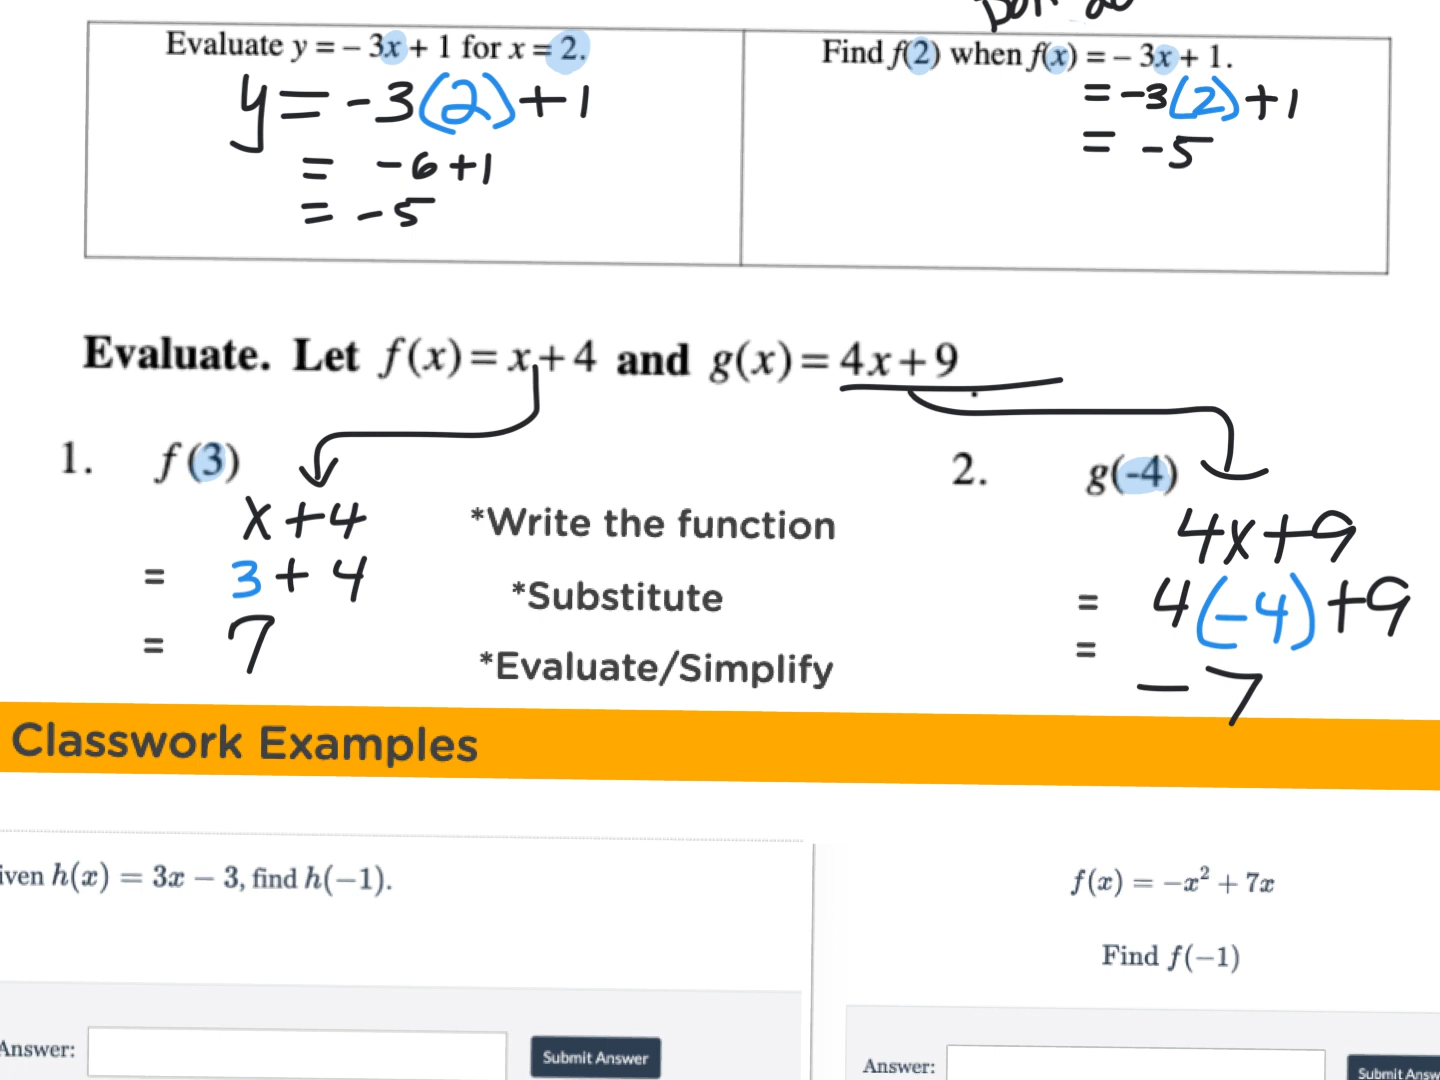 Evaluate y = – 3x + 1 for x = 2.
y = -3(2)+1
= -6+1
= -5
Find f(2) when f(x) = – 3x + 1.
= -3(2)+1
= -5
Evaluate. Let f(x) = x + 4 and g(x) = 4x + 9
1. f(3)
x+4
= 3+4
= 7
*Write the function
*Substitute
*Evaluate/Simplify
2. g(-4)
4x+9
= 4(-4)+9
= -7
Classwork Examples
iven h(x) = 3x − 3, find h(−1).
Answer:
Submit Answer
f(x) = −x² + 7x
Find f(−1)
Answer:
Submit Answ